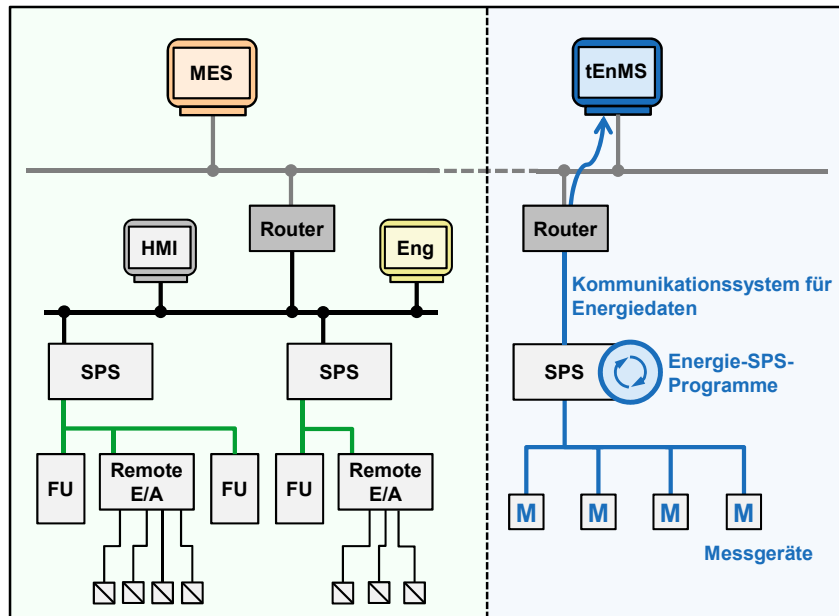 MES
tEnMS
HMI
Router
Eng
Router
Kommunikationssystem für
Energiedaten
SPS
SPS
SPS
Energie-SPS-
Programme
FU
Remote
E/A
FU
FU
Remote
E/A
M
M
M
M
Messgeräte